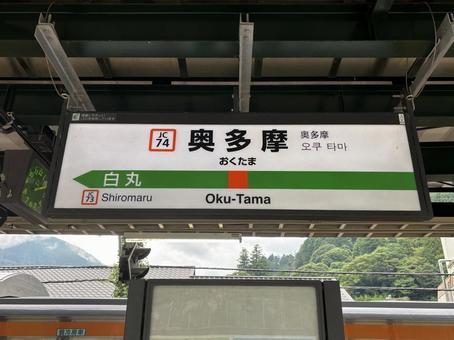 JC
74
奥多摩
おくたま
奥多摩
오쿠 타마
白丸
JC
73
Shiromaru
Oku-Tama